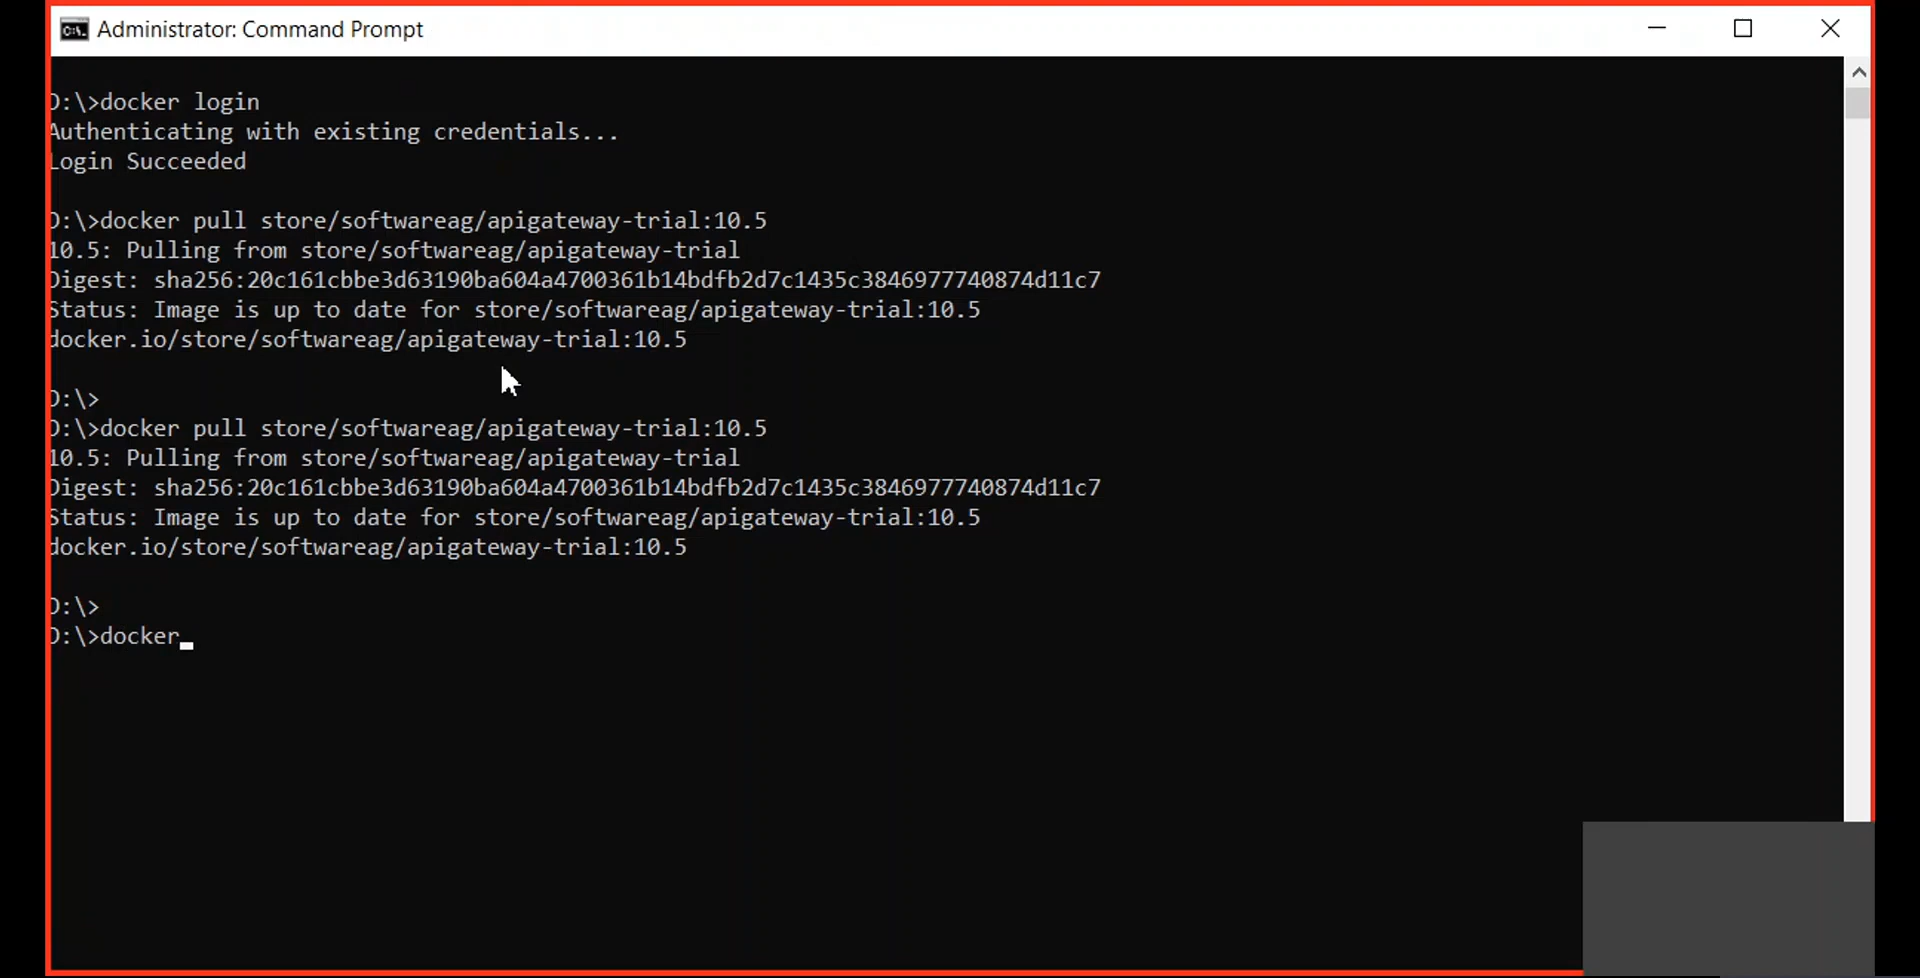 Administrator: Command Prompt
D:\>docker login
Authenticating with existing credentials...
Login Succeeded
D:\>docker pull store/softwareag/apigateway-trial:10.5
10.5: Pulling from store/softwareag/apigateway-trial
Digest: sha256:20c161cbbe3d63190ba604a4700361b14bdfb2d7c1435c3846977740874d11c7
Status: Image is up to date for store/softwareag/apigateway-trial:10.5
docker.io/store/softwareag/apigateway-trial:10.5
D:\>
D:\>docker pull store/softwareag/apigateway-trial:10.5
10.5: Pulling from store/softwareag/apigateway-trial
Digest: sha256:20c161cbbe3d63190ba604a4700361b14bdfb2d7c1435c3846977740874d11c7
Status: Image is up to date for store/softwareag/apigateway-trial:10.5
docker.io/store/softwareag/apigateway-trial:10.5
D:\>
D:\>docker